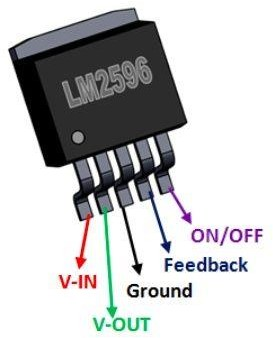 LM2596
ON/OFF
Feedback
V-IN
Ground
V-OUT